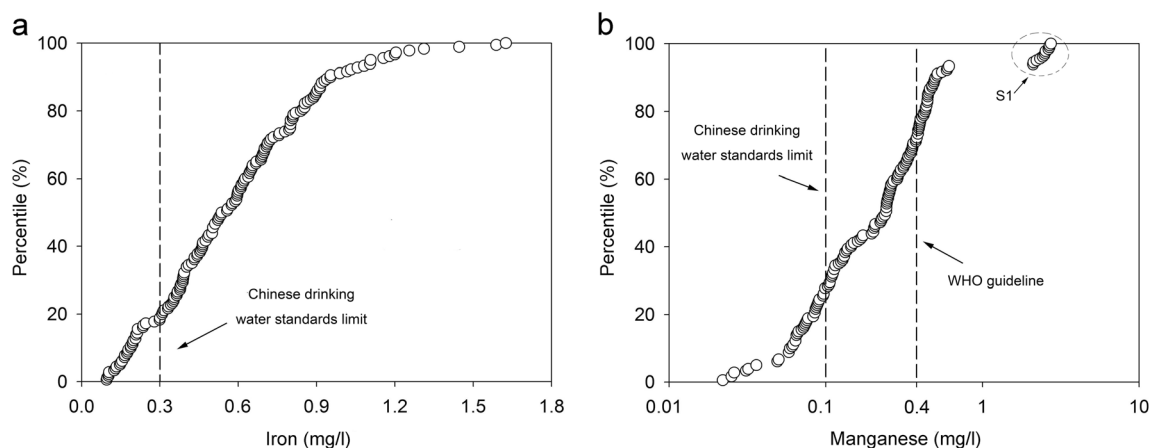 a
100
80
60
40
20
0
Percentile (%)
Chinese drinking
water standards limit
0.0 0.3 0.6 0.9 1.2 1.5 1.8
Iron (mg/l)
b
100
80
60
40
20
0
Percentile (%)
S1
Chinese drinking
water standards limit
WHO guideline
0.01 0.1 0.4 1 10
Manganese (mg/l)